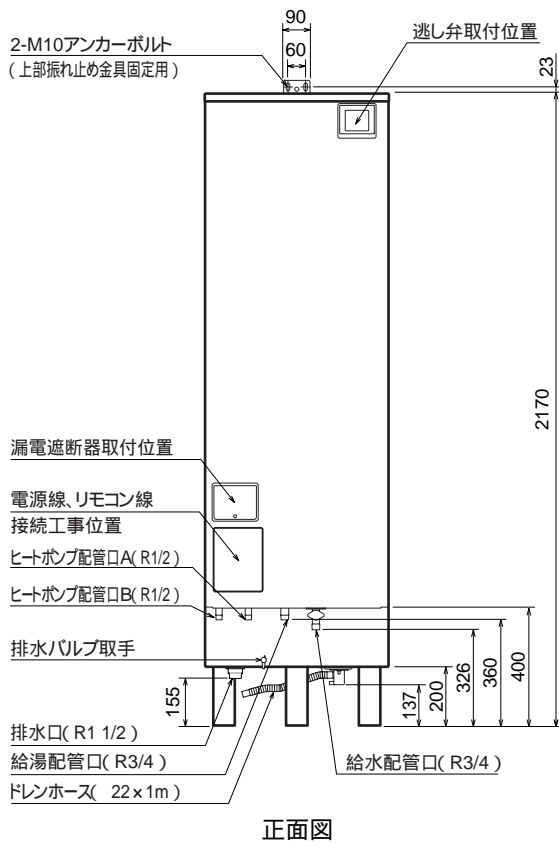 90
60
23
2-M10アンカーボルト
(上部振れ止め金具固定用)
逃し弁取付位置
2170
漏電遮断器取付位置
電源線、リモコン線
接続工事位置
ヒートポンプ配管口A(R1/2)
ヒートポンプ配管口B(R1/2)
排水バルブ取手
155
137
200
326
360
400
排水口(R1 1/2)
給湯配管口(R3/4)
給水配管口(R3/4)
ドレンホース( 22×1m)
正面図